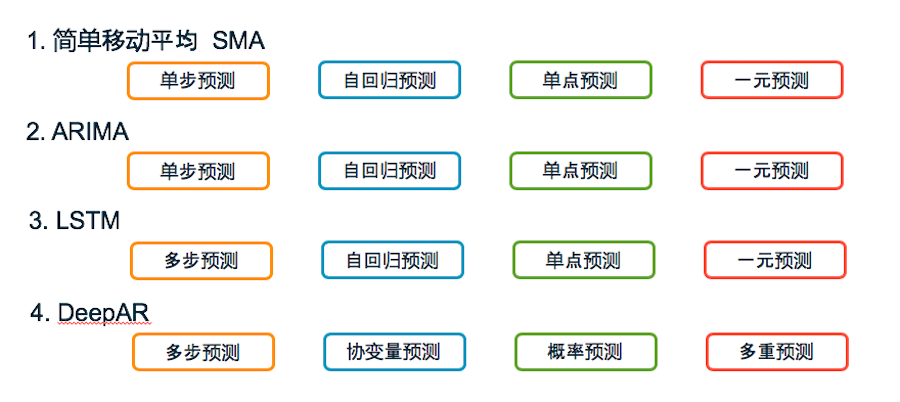 1. 简单移动平均 SMA
单步预测 自回归预测 单点预测 一元预测
2. ARIMA
单步预测 自回归预测 单点预测 一元预测
3. LSTM
多步预测 自回归预测 单点预测 一元预测
4. DeepAR
多步预测 协变量预测 概率预测 多重预测